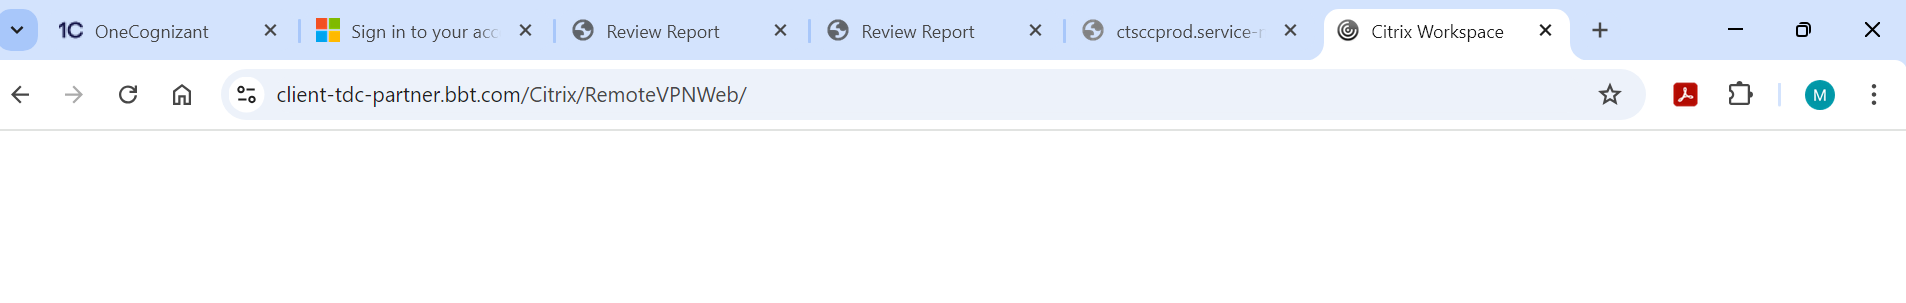 1C OneCognizant Sign in to your acc Review Report Review Report ctsccprod.service- Citrix Workspace
client-tdc-partner.bbt.com/Citrix/RemoteVPNWeb/ M